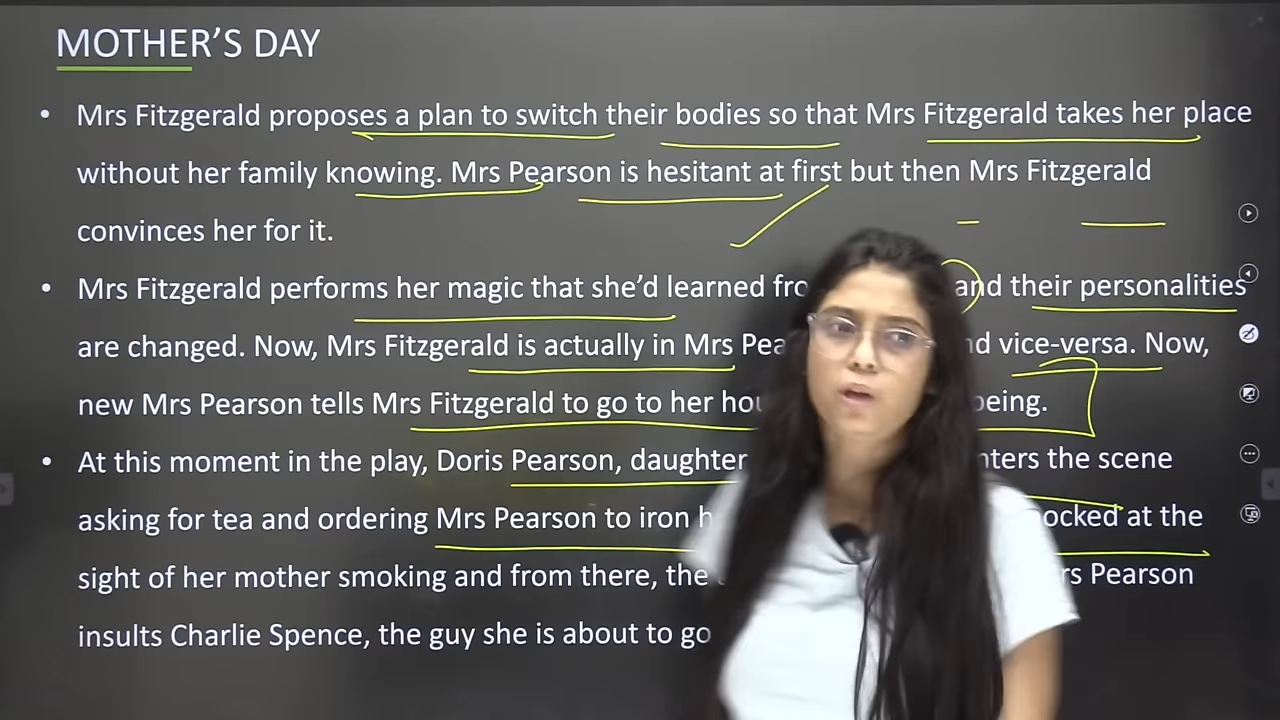 MOTHER'S DAY
• Mrs Fitzgerald proposes a plan to switch their bodies so that Mrs Fitzgerald takes her place
without her family knowing. Mrs Pearson is hesitant at first but then Mrs Fitzgerald
convinces her for it.
• Mrs Fitzgerald performs her magic that she'd learned and their personalities
are changed. Now, Mrs Fitzgerald is actually in Mrs vice-versa. Now,
new Mrs Pearson tells Mrs Fitzgerald to go to her being.
• At this moment in the play, Doris Pearson, daughter the scene
asking for tea and ordering Mrs Pearson to iron at the
sight of her mother smoking and from there, the Pearson
insults Charlie Spence, the guy she is about to go